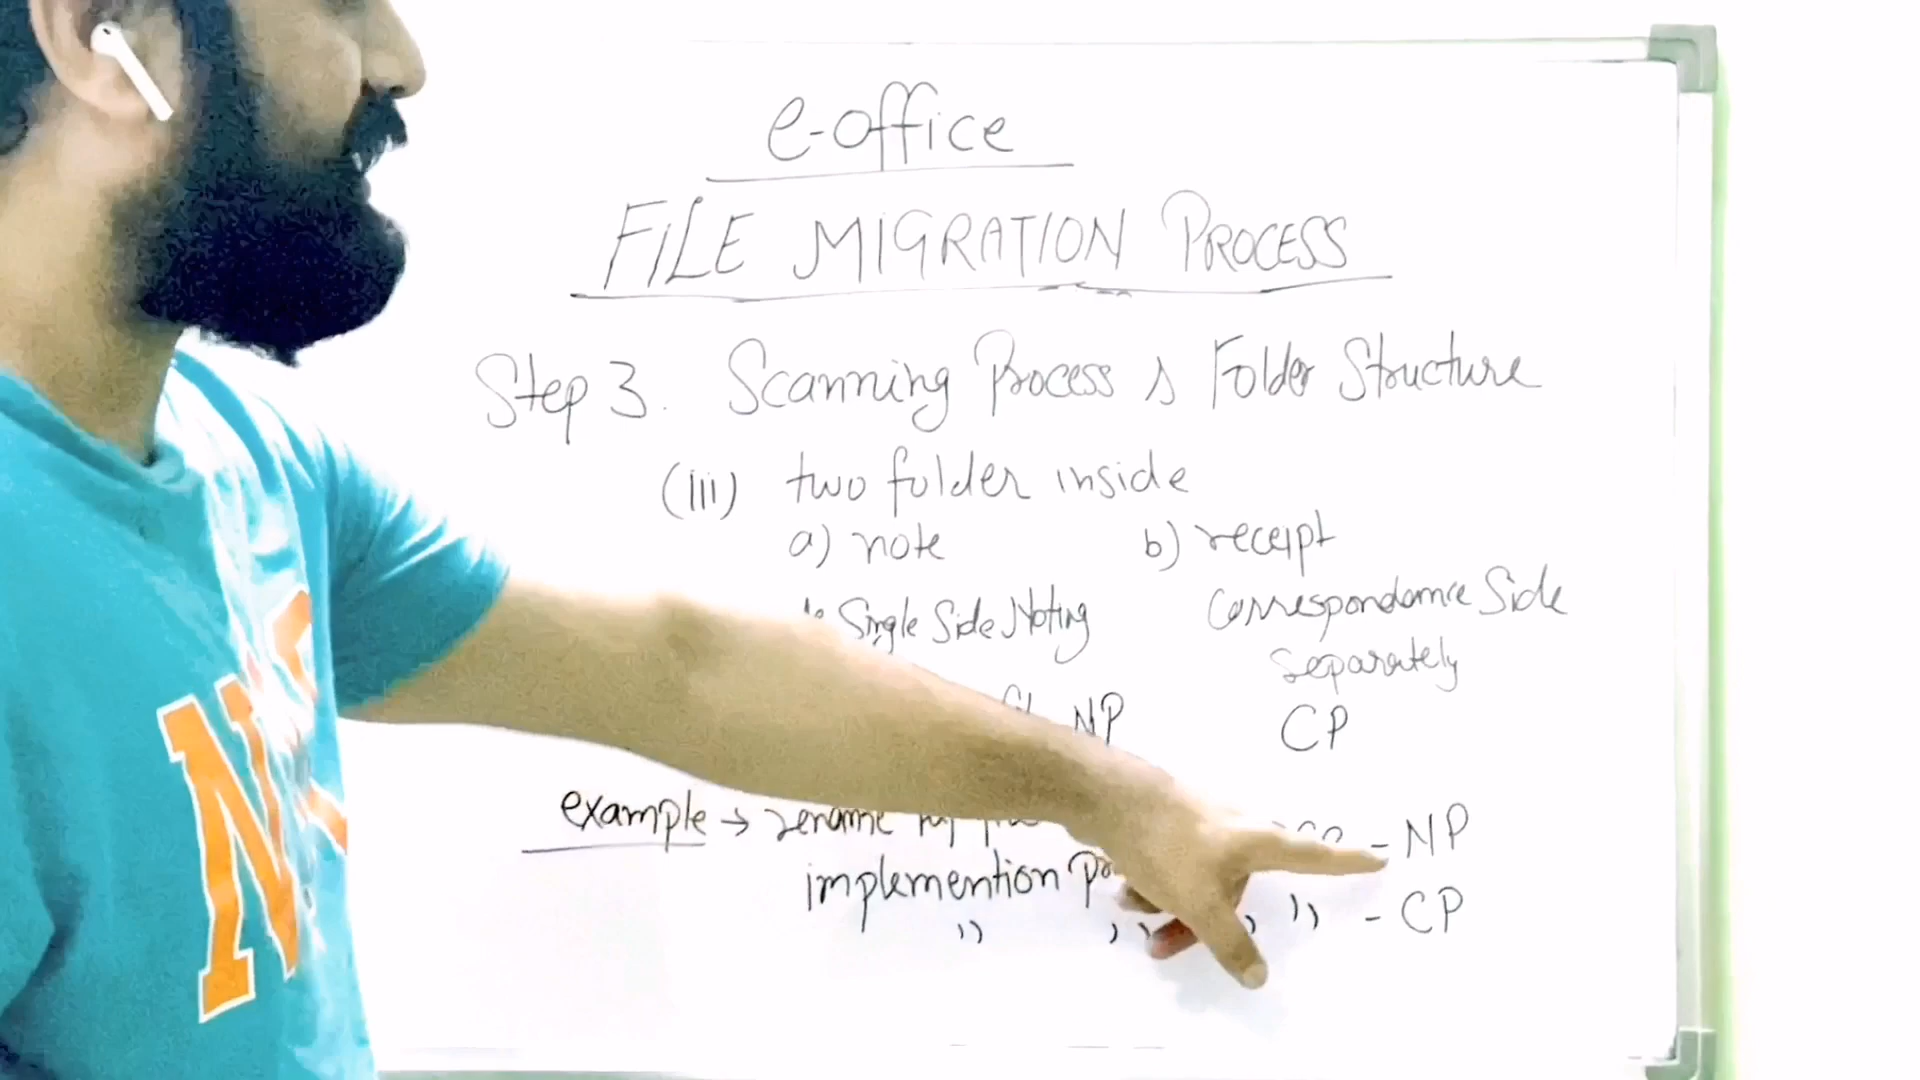 e-office
FILE MIGRATION PROCESS
Step 3. Scanning Process & Folder Structure
(iii) two folder inside
a) note b) receipt
Single Side Noting Correspondance Side
Separately
NP CP
example → rename - NP
implemention
" " " - CP
N